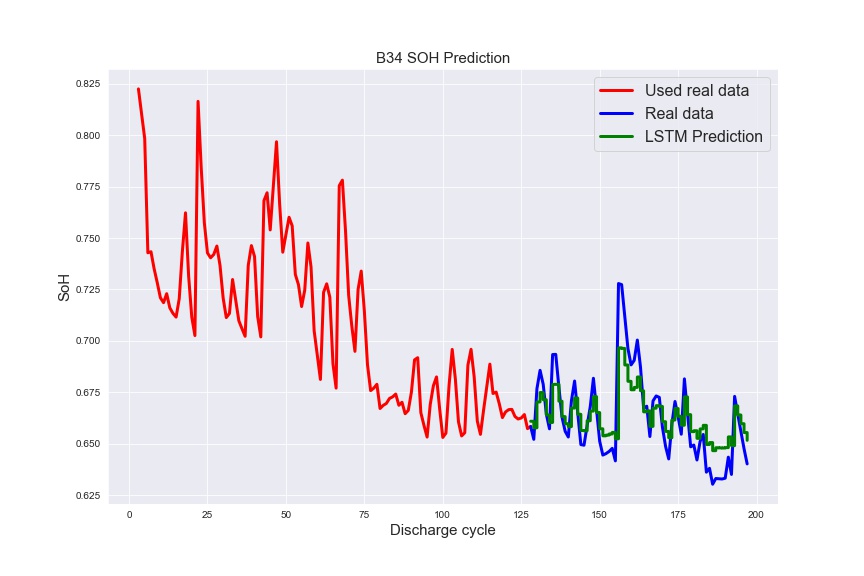 B34 SOH Prediction
Used real data
Real data
LSTM Prediction
SoH
0.825
0.800
0.775
0.750
0.725
0.700
0.675
0.650
0.625
0 25 50 75 100 125 150 175 200
Discharge cycle